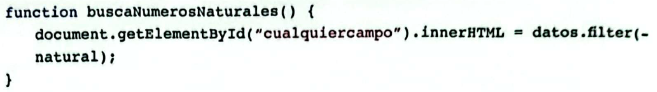 function buscaNumerosNaturales() {
document.getElementById("cualquiercampo").innerHTML = datos.filter(-
natural);
}